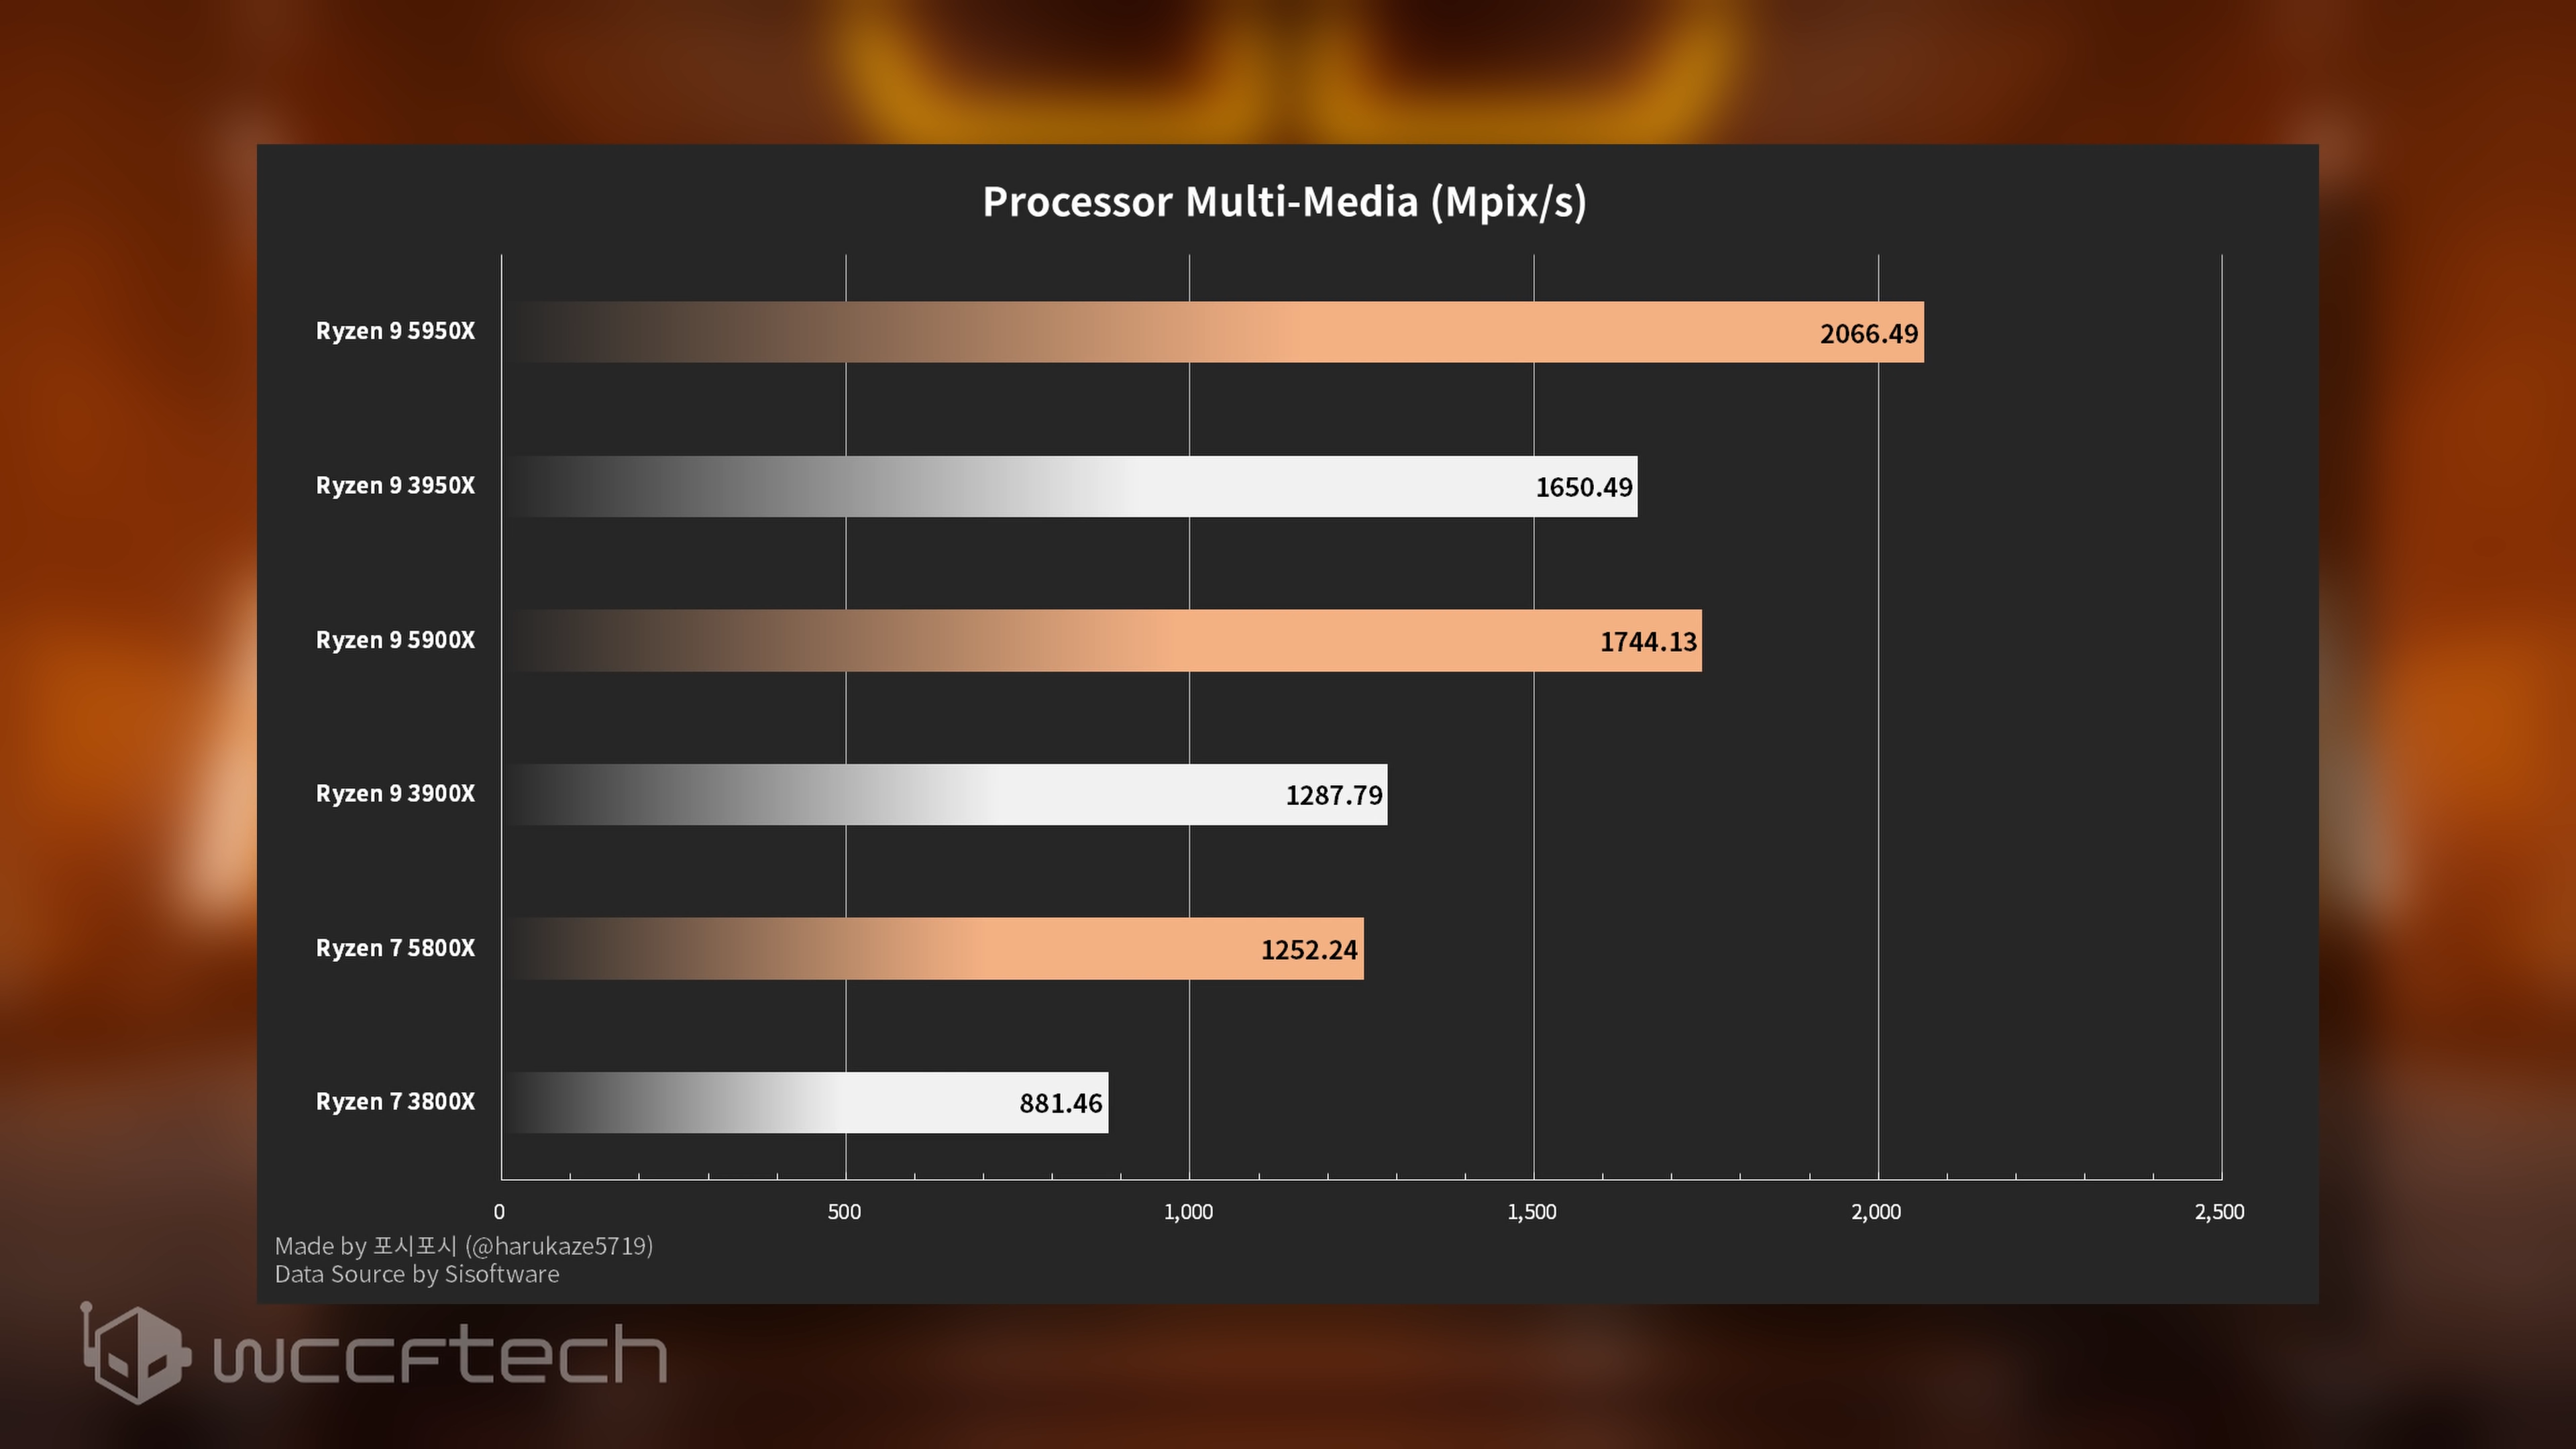 Processor Multi-Media (Mpix/s)
Ryzen 9 5950X 2066.49
Ryzen 9 3950X 1650.49
Ryzen 9 5900X 1744.13
Ryzen 9 3900X 1287.79
Ryzen 7 5800X 1252.24
Ryzen 7 3800X 881.46
0 500 1,000 1,500 2,000 2,500
Made by 포시포시 (@harukaze5719)
Data Source by Sisoftware
wccftech